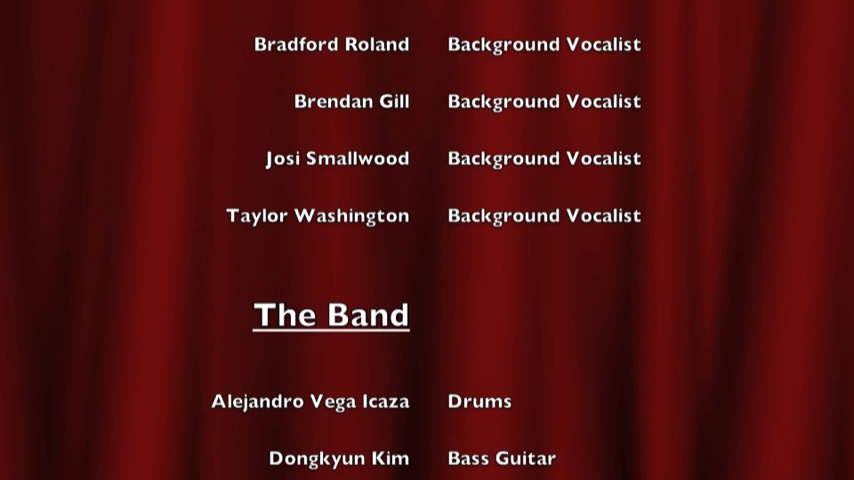 Bradford Roland Background Vocalist
Brendan Gill Background Vocalist
Josi Smallwood Background Vocalist
Taylor Washington Background Vocalist
The Band
Alejandro Vega Icaza Drums
Dongkyun Kim Bass Guitar